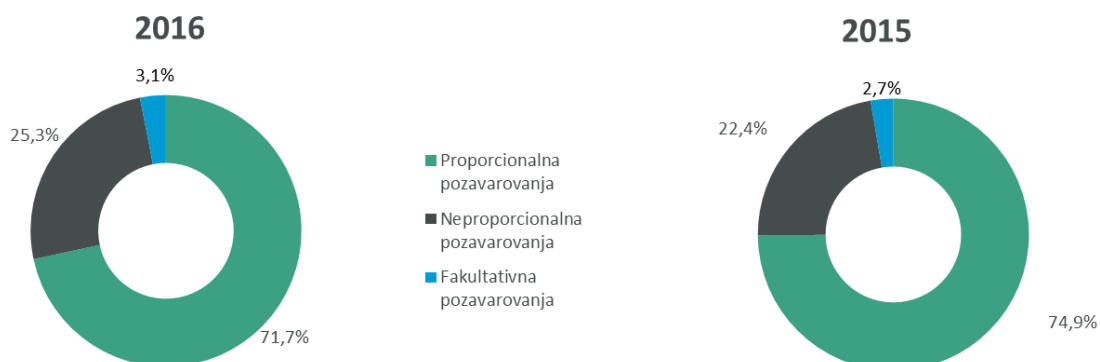 2016
3,1%
25,3%
71,7%
Proporcionalna
pozavarovanja
Neproporcionalna
pozavarovanja
Fakultativna
pozavarovanja
2015
2,7%
22,4%
74,9%